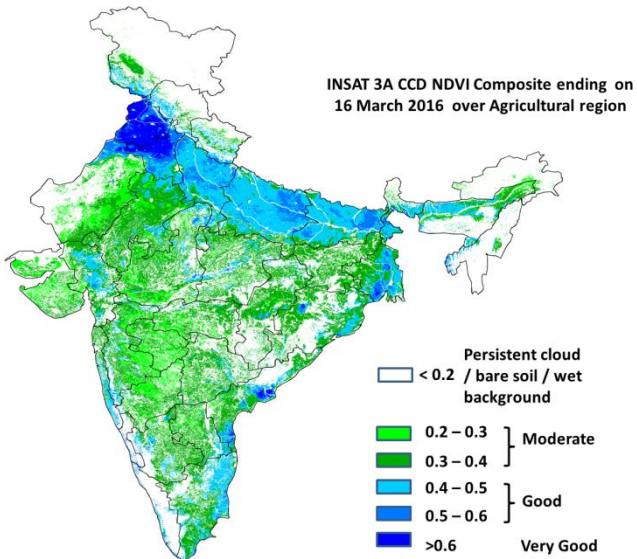 INSAT 3A CCD NDVI Composite ending on
16 March 2016 over Agricultural region
< 0.2 Persistent cloud
/ bare soil / wet
background
0.2 – 0.3
Moderate
0.3 – 0.4
0.4 – 0.5
Good
0.5 – 0.6
>0.6 Very Good